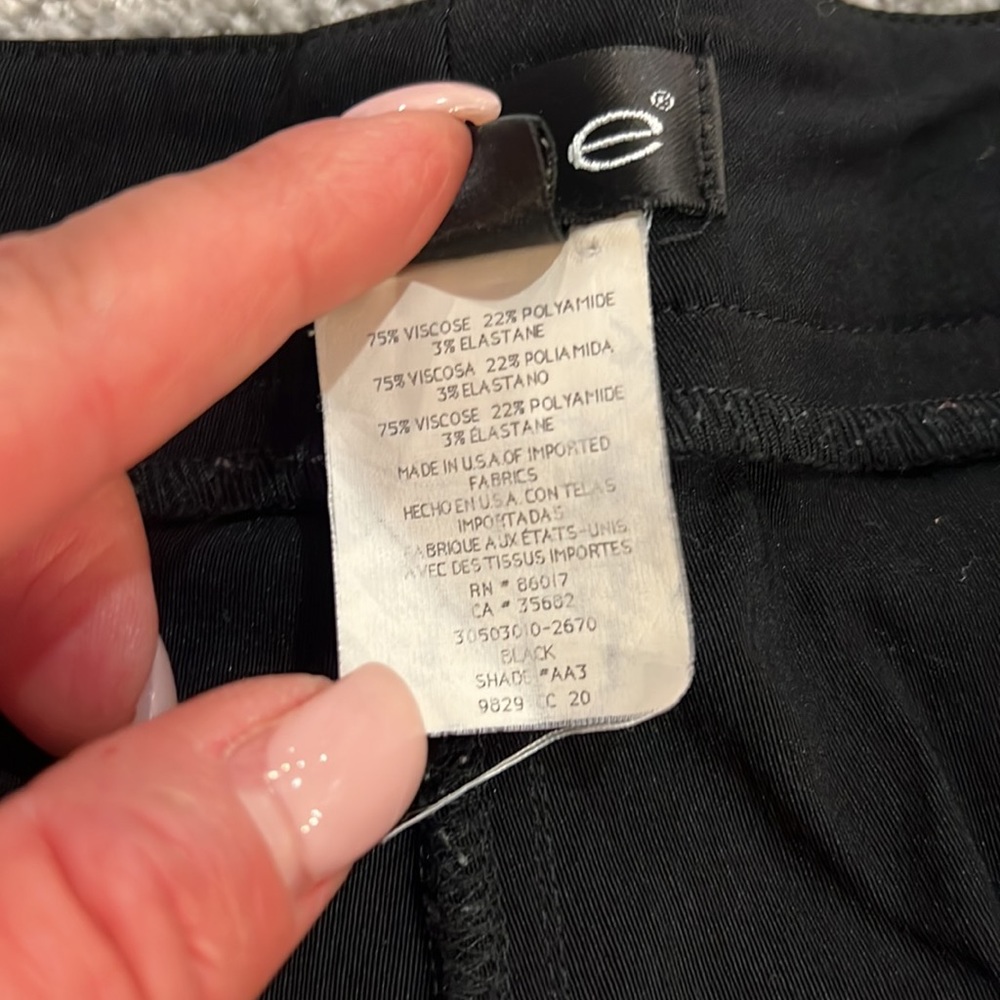 e®
75% VISCOSE 22% POLYAMIDE
3% ELASTANE
75% VISCOSA 22% POLIAMIDA
3% ELASTANO
75% VISCOSE 22% POLYAMIDE
3% ÉLASTANE
MADE IN U.S.A. OF IMPORTED
FABRICS
HECHO EN U.S.A. CON TELAS
IMPORTADAS
FABRIQUE AUX ÉTATS-UNIS
AVEC DES TISSUS IMPORTES
RN # 86017
CA # 35682
30503010-2670
BLACK
SHADE #AA3
9829 CC 20